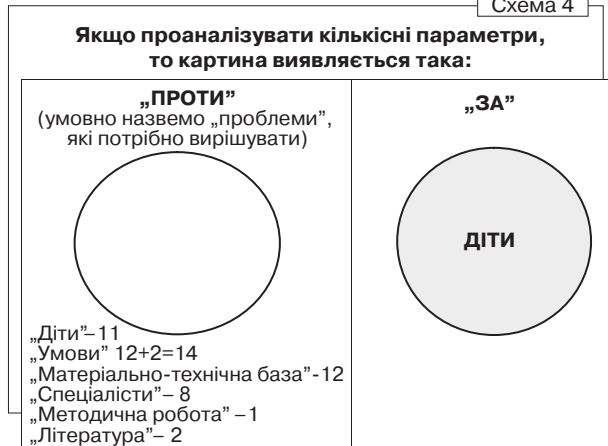 Схема 4
Якщо проаналізувати кількісні параметри,
то картина виявляється така:
„ПРОТИ”
(умовно назвемо „проблеми”,
які потрібно вирішувати)
„Діти”–11
„Умови” 12+2=14
„Матеріально-технічна база”-12
„Спеціалісти”– 8
„Методична робота” –1
„Література”– 2
„ЗА”
ДІТИ